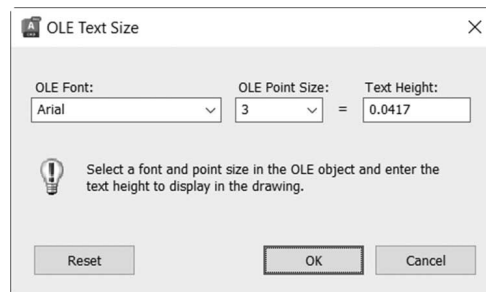 OLE Text Size
OLE Font:
OLE Point Size:
Text Height:
Arial
3
=
0.0417
Select a font and point size in the OLE object and enter the
text height to display in the drawing.
Reset
OK
Cancel